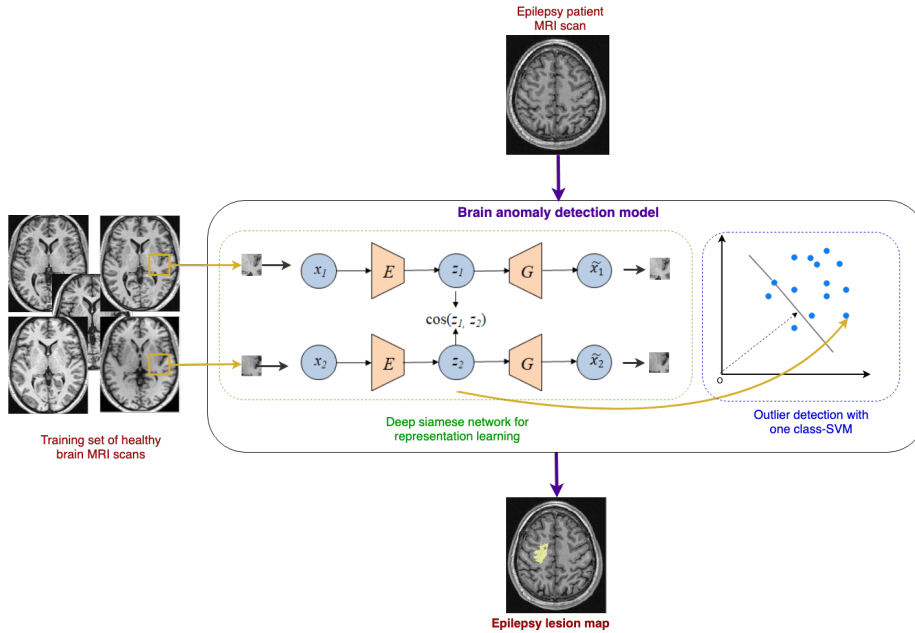 Epilepsy patient
MRI scan
Brain anomaly detection model
x1 E z1 G x̃1
cos(z1, z2)
x2 E z2 G x̃2
O
Deep siamese network for
representation learning
Outlier detection with
one class-SVM
Training set of healthy
brain MRI scans
Epilepsy lesion map